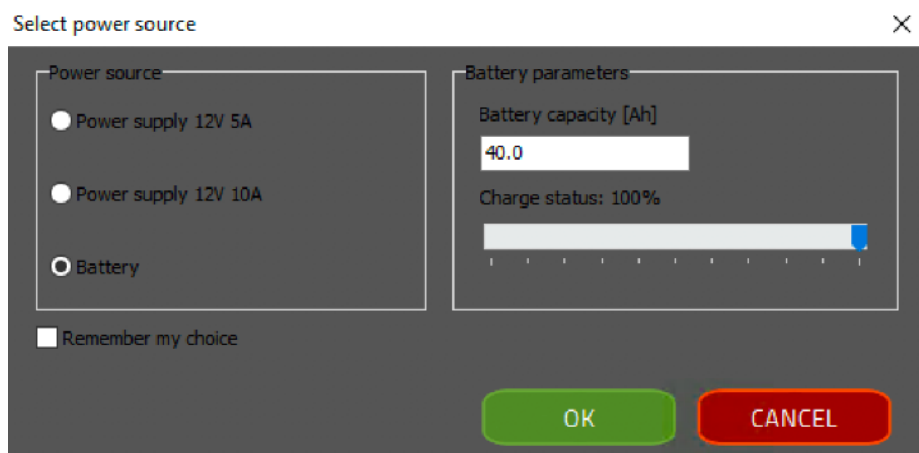 Select power source
Power source
Power supply 12V 5A
Power supply 12V 10A
Battery
Remember my choice
Battery parameters
Battery capacity [Ah]
40.0
Charge status: 100%
OK
CANCEL